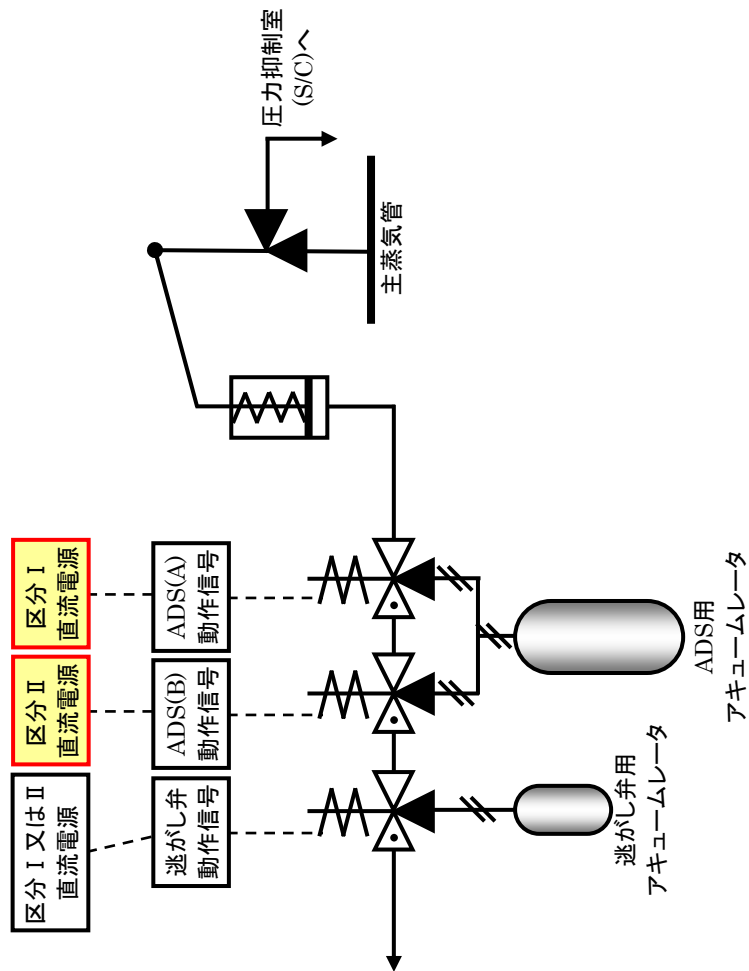 区分Ⅰ又はⅡ
直流電源
区分Ⅱ
直流電源
区分Ⅰ
直流電源
逃がし弁
動作信号
ADS(B)
動作信号
ADS(A)
動作信号
圧力抑制室
(S/C)へ
主蒸気管
逃がし弁用
アキュームレータ
ADS用
アキュームレータ